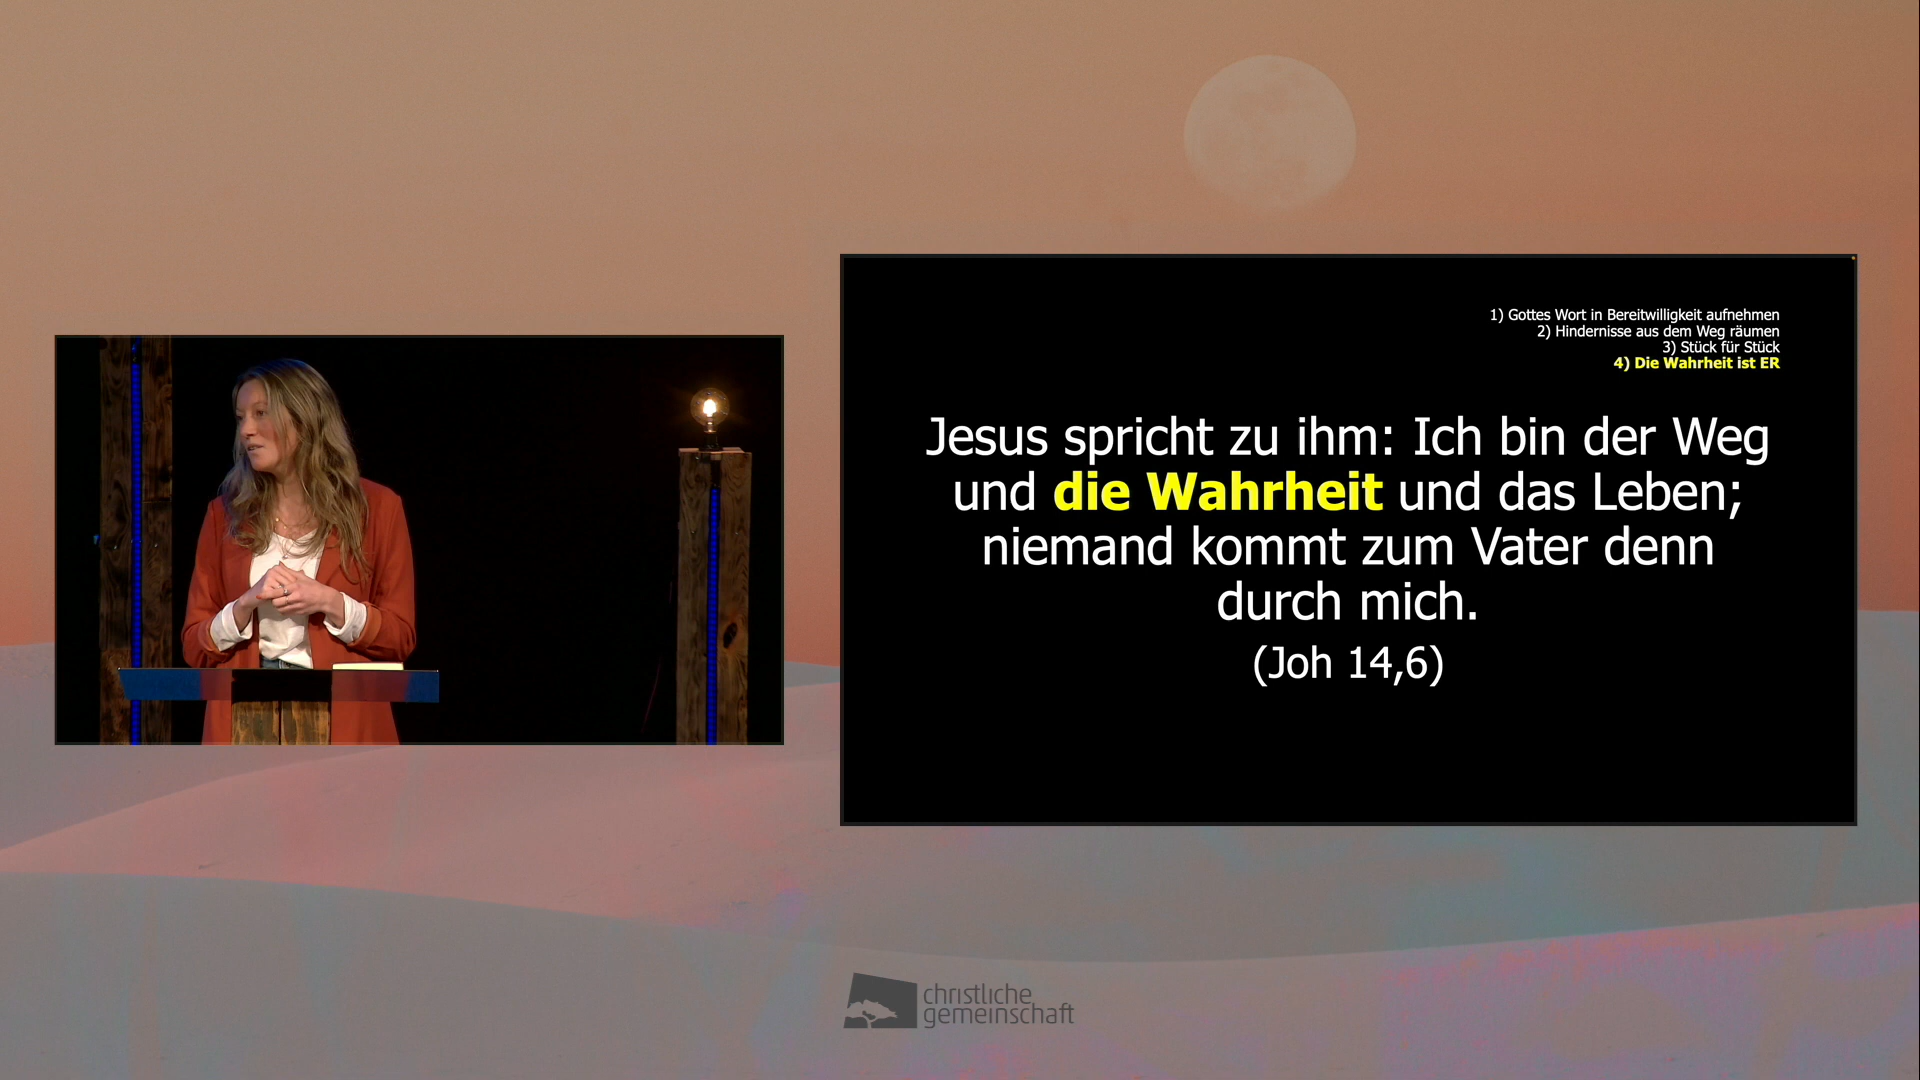 1) Gottes Wort in Bereitwilligkeit aufnehmen
2) Hindernisse aus dem Weg räumen
3) Stück für Stück
4) Die Wahrheit ist ER
Jesus spricht zu ihm: Ich bin der Weg
und die Wahrheit und das Leben;
niemand kommt zum Vater denn
durch mich.
(Joh 14,6)
christliche
gemeinschaft